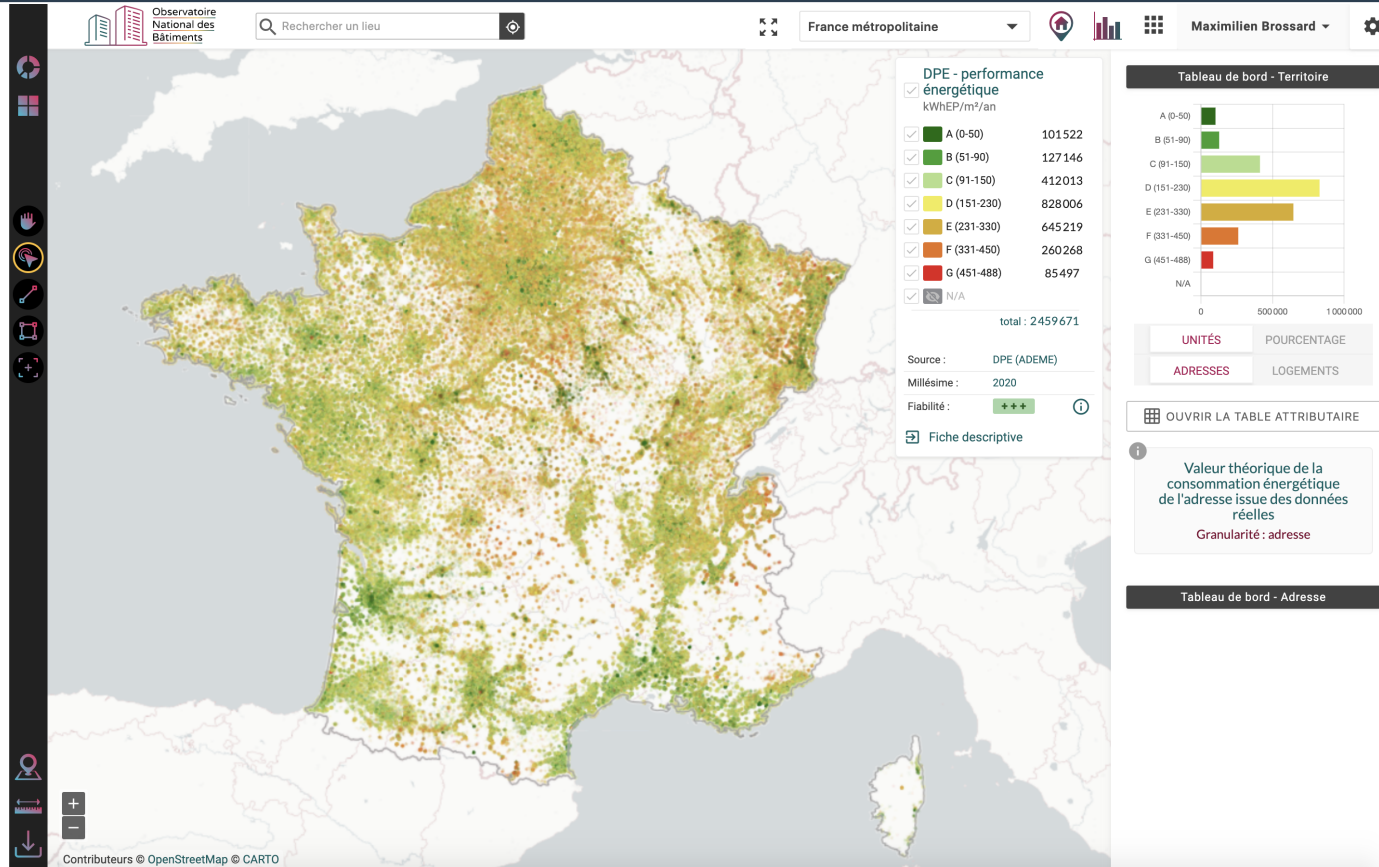 Observatoire
National des
Bâtiments
Rechercher un lieu
France métropolitaine
Maximilien Brossard
DPE - performance
énergétique
kWhEP/m²/an
A (0-50) 101522
B (51-90) 127146
C (91-150) 412013
D (151-230) 828006
E (231-330) 645219
F (331-450) 260268
G (451-488) 85497
N/A
total : 2459671
Source : DPE (ADEME)
Millésime : 2020
Fiabilité : +++
Fiche descriptive
Tableau de bord - Territoire
A (0-50)
B (51-90)
C (91-150)
D (151-230)
E (231-330)
F (331-450)
G (451-488)
N/A
0 500000 1000000
UNITÉS POURCENTAGE
ADRESSES LOGEMENTS
OUVRIR LA TABLE ATTRIBUTAIRE
Valeur théorique de la
consommation énergétique
de l'adresse issue des données
réelles
Granularité : adresse
Tableau de bord - Adresse
+
−
Contributeurs © OpenStreetMap © CARTO